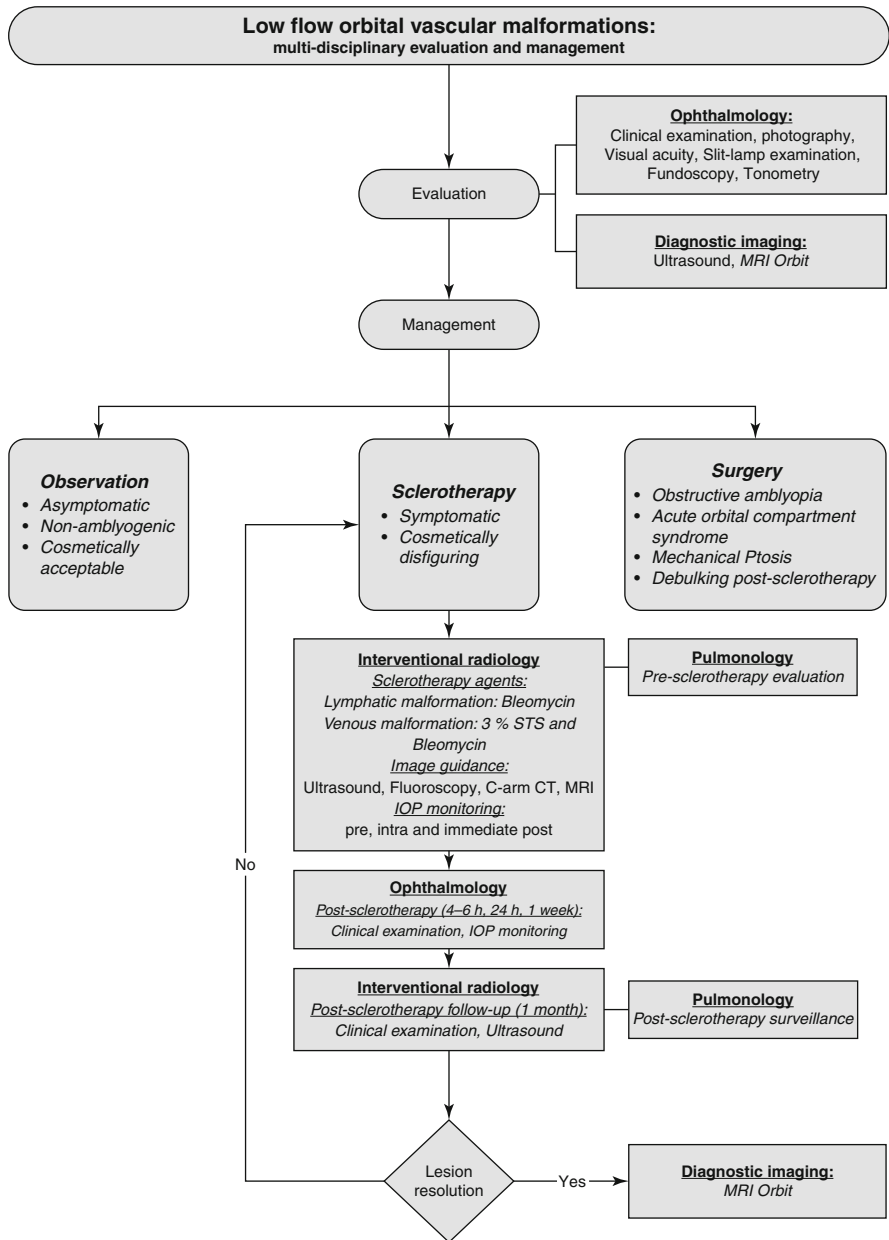 Low flow orbital vascular malformations:
multi-disciplinary evaluation and management
Ophthalmology:
Clinical examination, photography,
Visual acuity, Slit-lamp examination,
Fundoscopy, Tonometry
Evaluation
Diagnostic imaging:
Ultrasound, MRI Orbit
Management
Observation
• Asymptomatic
• Non-amblyogenic
• Cosmetically
acceptable
Sclerotherapy
• Symptomatic
• Cosmetically
disfiguring
Surgery
• Obstructive amblyopia
• Acute orbital compartment
syndrome
• Mechanical Ptosis
• Debulking post-sclerotherapy
Interventional radiology
Sclerotherapy agents:
Lymphatic malformation: Bleomycin
Venous malformation: 3 % STS and
Bleomycin
Image guidance:
Ultrasound, Fluoroscopy, C-arm CT, MRI
IOP monitoring:
pre, intra and immediate post
Pulmonology
Pre-sclerotherapy evaluation
No
Ophthalmology
Post-sclerotherapy (4–6 h, 24 h, 1 week):
Clinical examination, IOP monitoring
Interventional radiology
Post-sclerotherapy follow-up (1 month):
Clinical examination, Ultrasound
Pulmonology
Post-sclerotherapy surveillance
Lesion
resolution
Yes
Diagnostic imaging:
MRI Orbit